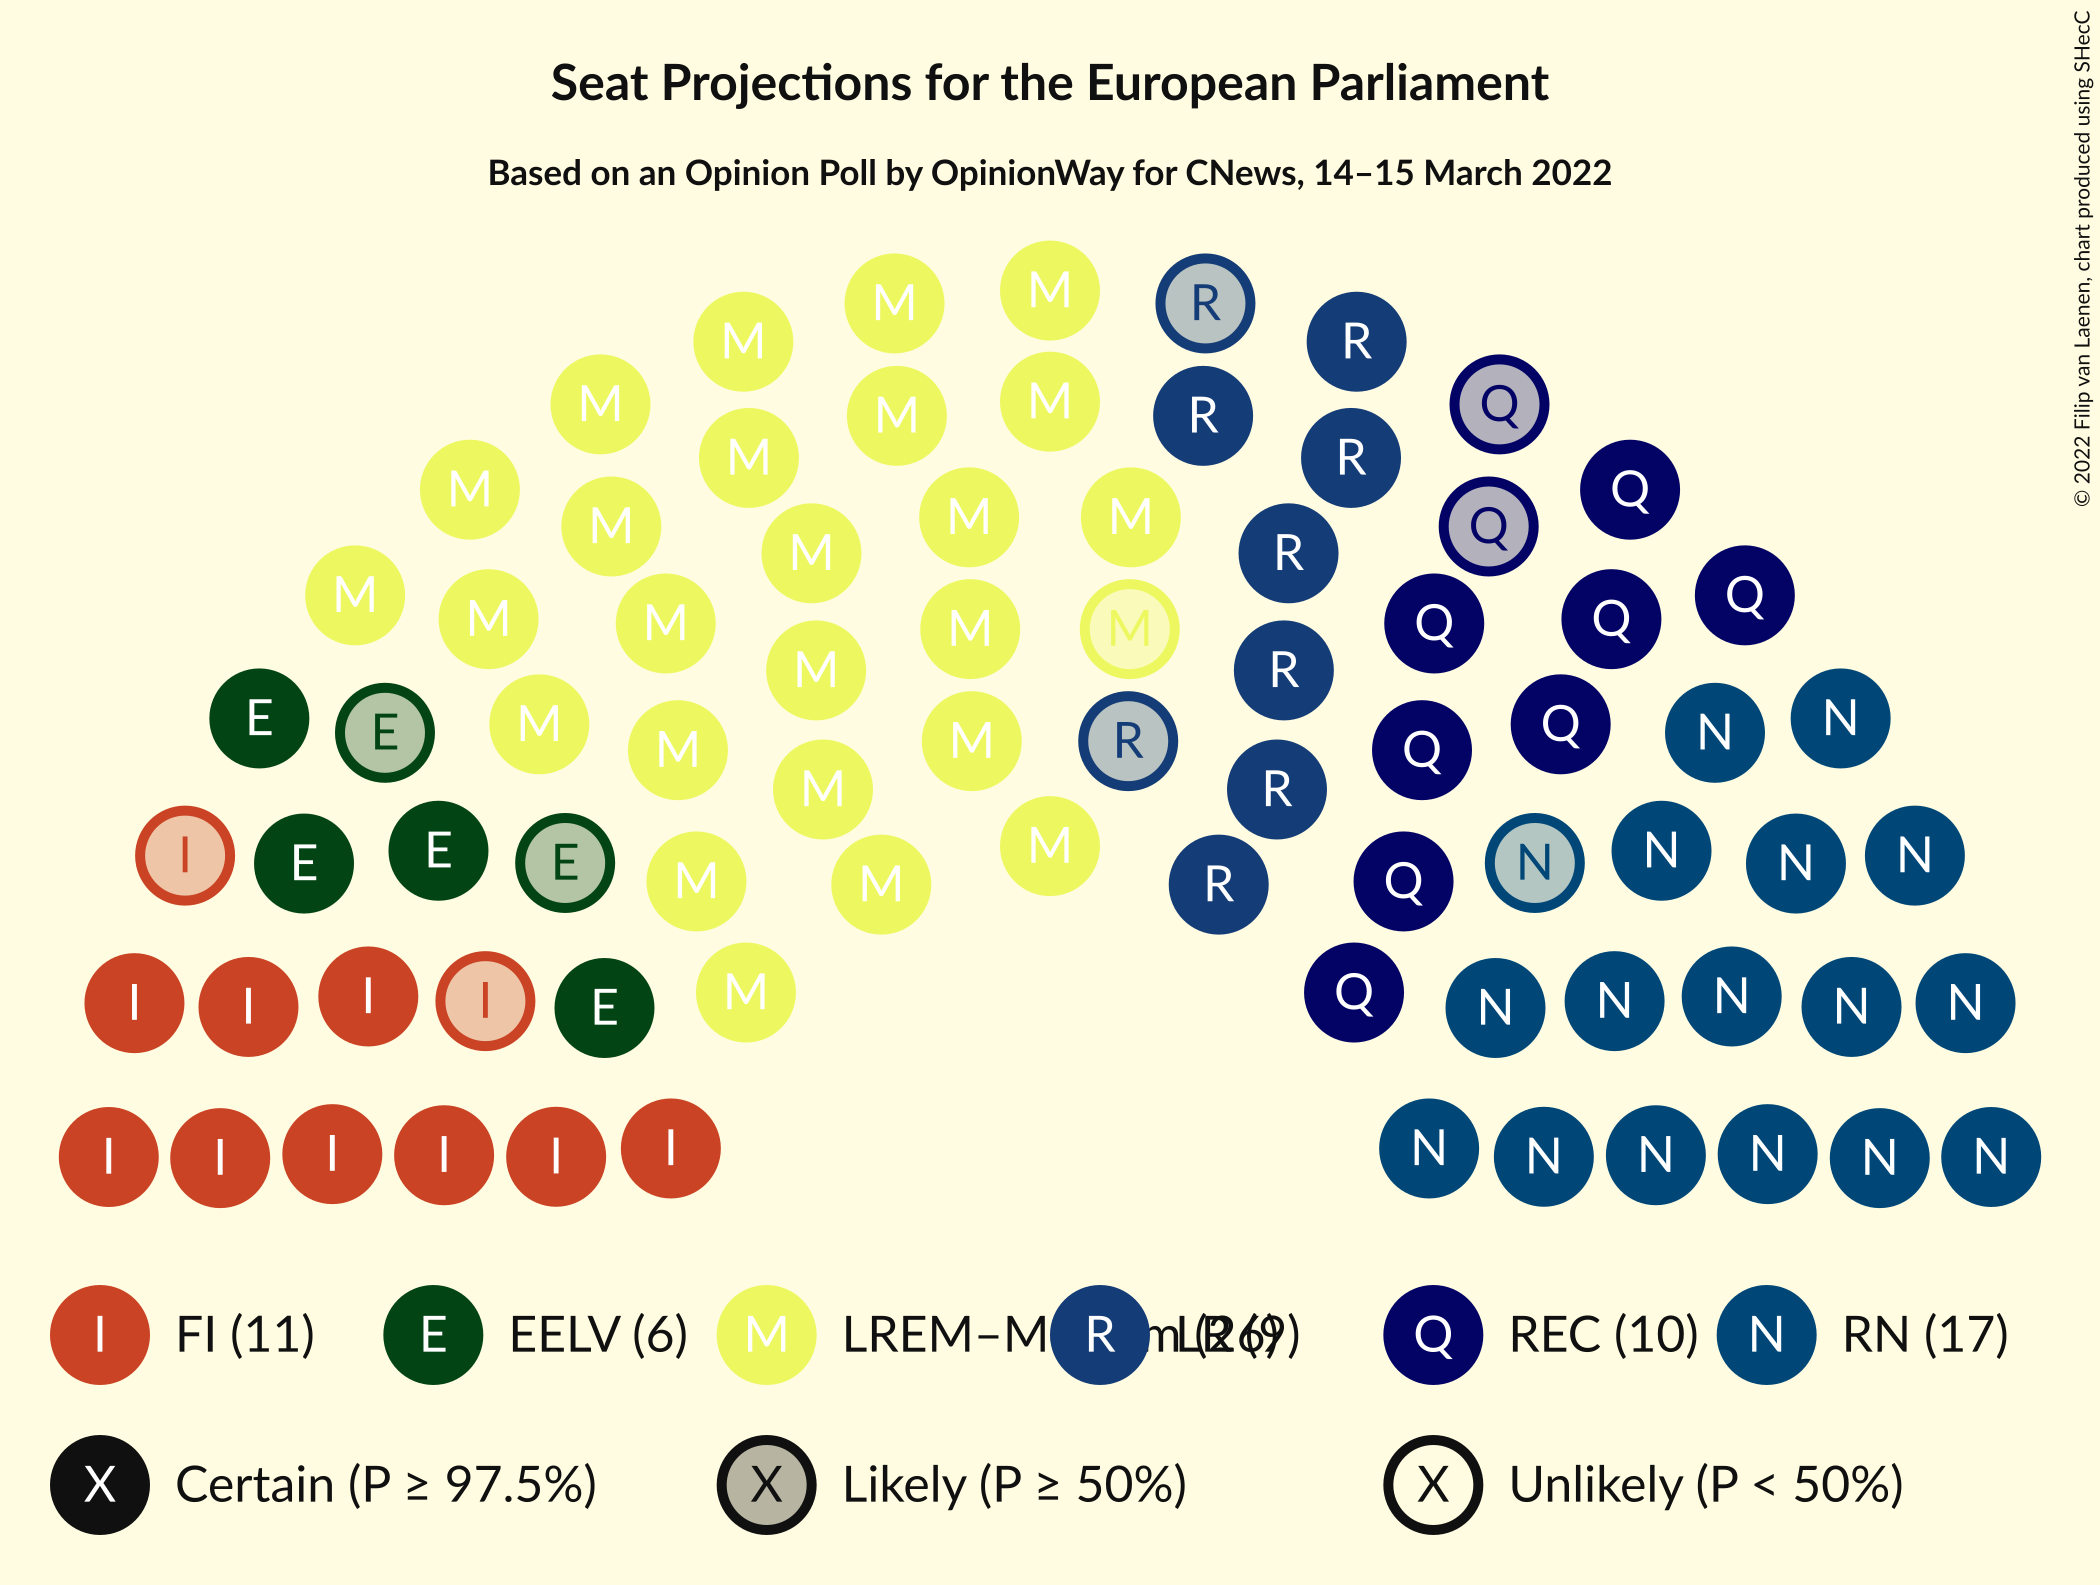 Seat Projections for the European Parliament
Based on an Opinion Poll by OpinionWay for CNews, 14–15 March 2022
© 2022 Filip van Laenen, chart produced using SHecC
M M M R R
M M M M R R Q
M M M M M R Q Q
M M M M M M R Q Q Q
E E M M M M R R Q Q Q N N
I E E E M M M R Q N N N N
I I I I E M Q N N N N N
I I I I I I N N N N N N
I FI (11) E EELV (6) M R LR (9) Q REC (10) N RN (17)
X Certain (P ≥ 97.5%) X Likely (P ≥ 50%) X Unlikely (P < 50%)